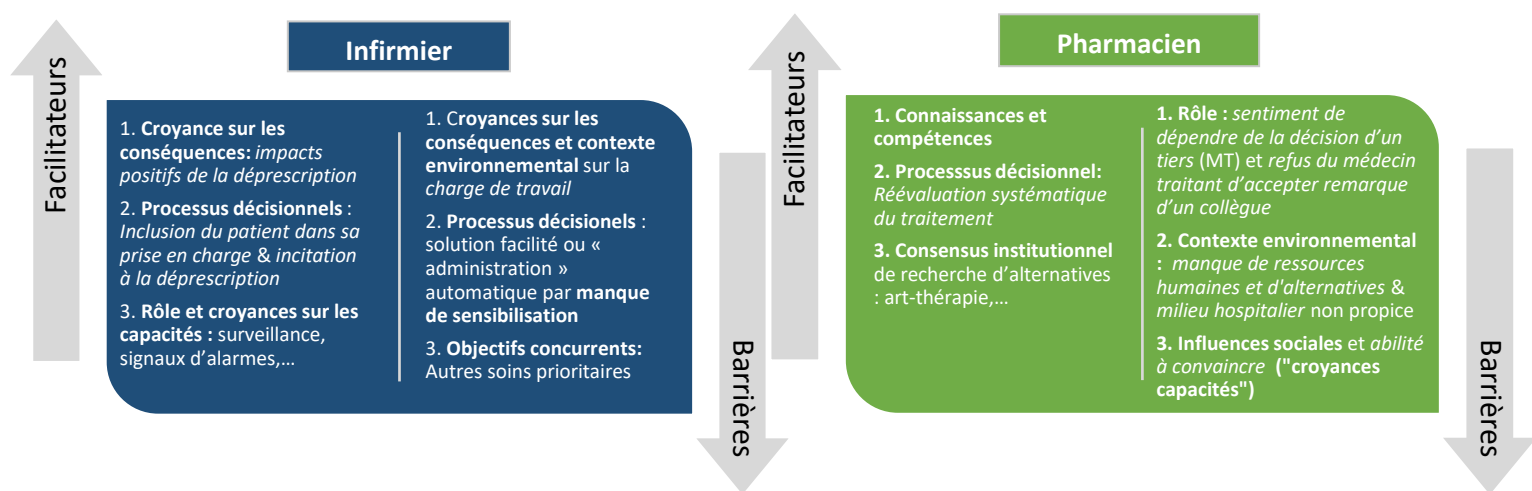 Infirmier
Facilitateurs
1. Croyance sur les
conséquences: impacts
positifs de la déprescription
2. Processus décisionnels :
Inclusion du patient dans sa
prise en charge & incitation
à la déprescription
3. Rôle et croyances sur les
capacités : surveillance,
signaux d'alarmes,…
1. Croyances sur les
conséquences et contexte
environnemental sur la
charge de travail
2. Processus décisionels :
solution facilité ou «
administration »
automatique par manque
de sensibilisation
3. Objectifs concurrents:
Autres soins prioritaires
Barrières
Pharmacien
Facilitateurs
1. Connaissances et
compétences
2. Processsus décisionnel:
Réévaluation systématique
du traitement
3. Consensus institutionnel
de recherche d'alternatives
: art-thérapie,…
1. Rôle : sentiment de
dépendre de la décision d'un
tiers (MT) et refus du médecin
traitant d'accepter remarque
d'un collègue
2. Contexte environnemental
: manque de ressources
humaines et d'alternatives &
milieu hospitalier non propice
3. Influences sociales et abilité
à convaincre ("croyances
capacités")
Barrières